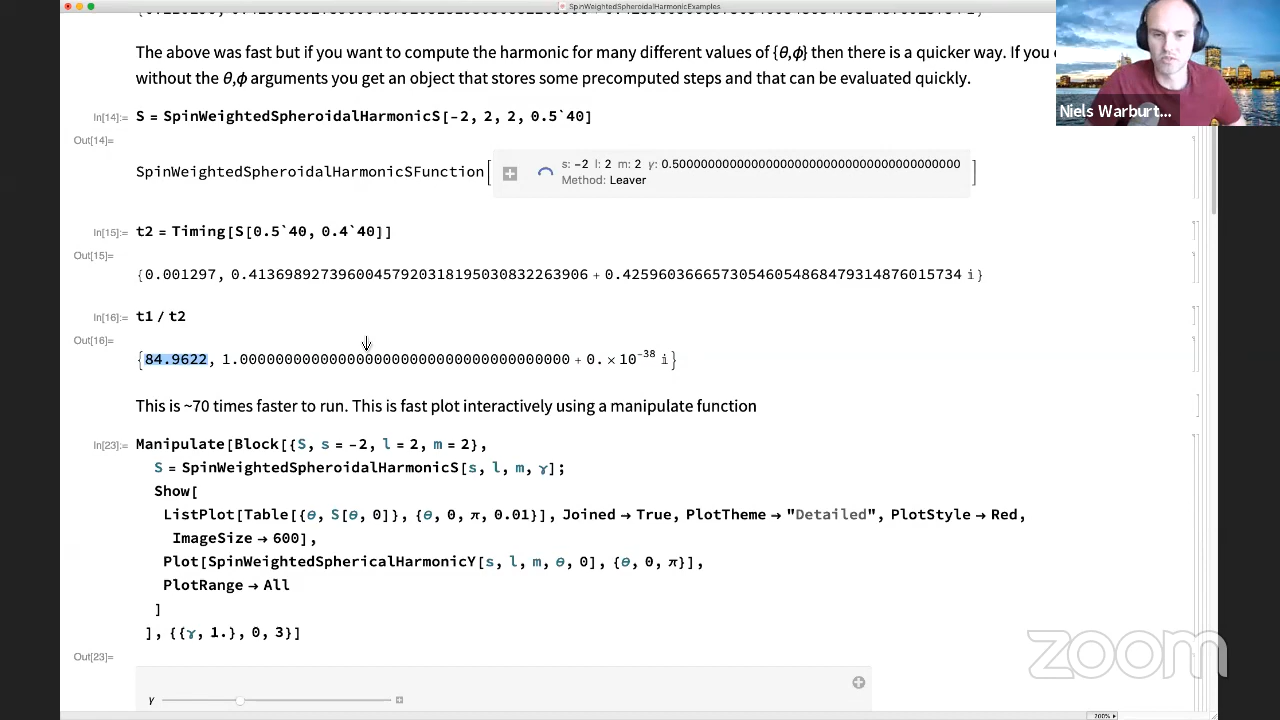 SpinWeightedSpheroidalHarmonicExamples
The above was fast but if you want to compute the harmonic for many different values of {θ,ϕ} then there is a quicker way. If you
without the θ,ϕ arguments you get an object that stores some precomputed steps and that can be evaluated quickly.
Niels Warburt...
In[14]:= S = SpinWeightedSpheroidalHarmonicS[-2, 2, 2, 0.5`40]
Out[14]=
SpinWeightedSpheroidalHarmonicSFunction[ s: -2 l: 2 m: 2 γ: 0.5000000000000000000000000000000000000000 ]
Method: Leaver
In[15]:= t2 = Timing[S[0.5`40, 0.4`40]]
Out[15]=
{0.001297, 0.413698927396004579203181950308322639 06 + 0.42596036665730546054868479314876015734 i}
In[16]:= t1 / t2
Out[16]=
{84.9622, 1.00000000000000000000000000000000000000 + 0. × 10^-38 i}
This is ~70 times faster to run. This is fast plot interactively using a manipulate function
In[23]:= Manipulate[Block[{S, s = -2, l = 2, m = 2},
S = SpinWeightedSpheroidalHarmonicS[s, l, m, γ];
Show[
ListPlot[Table[{θ, S[θ, 0]}, {θ, 0, π, 0.01}], Joined → True, PlotTheme → "Detailed", PlotStyle → Red,
ImageSize → 600],
Plot[SpinWeightedSphericalHarmonicY[s, l, m, θ, 0], {θ, 0, π}],
PlotRange → All
]
], {{γ, 1.}, 0, 3}]
Out[23]=
γ
zoom
200%